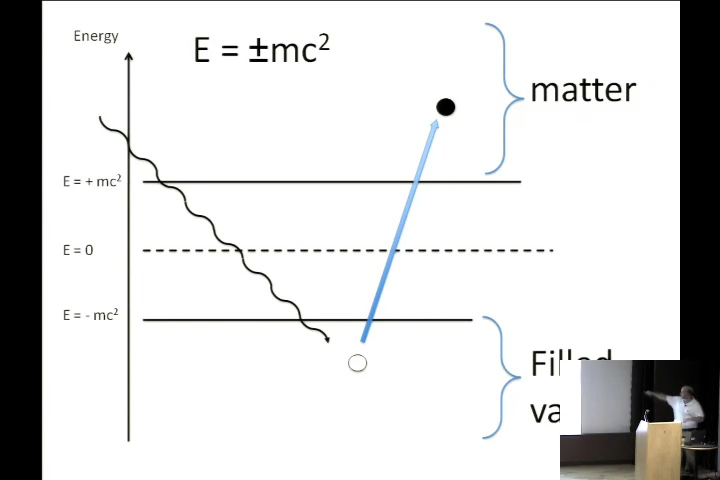 Energy
E = ±mc²
matter
E = + mc²
E = 0
E = - mc²